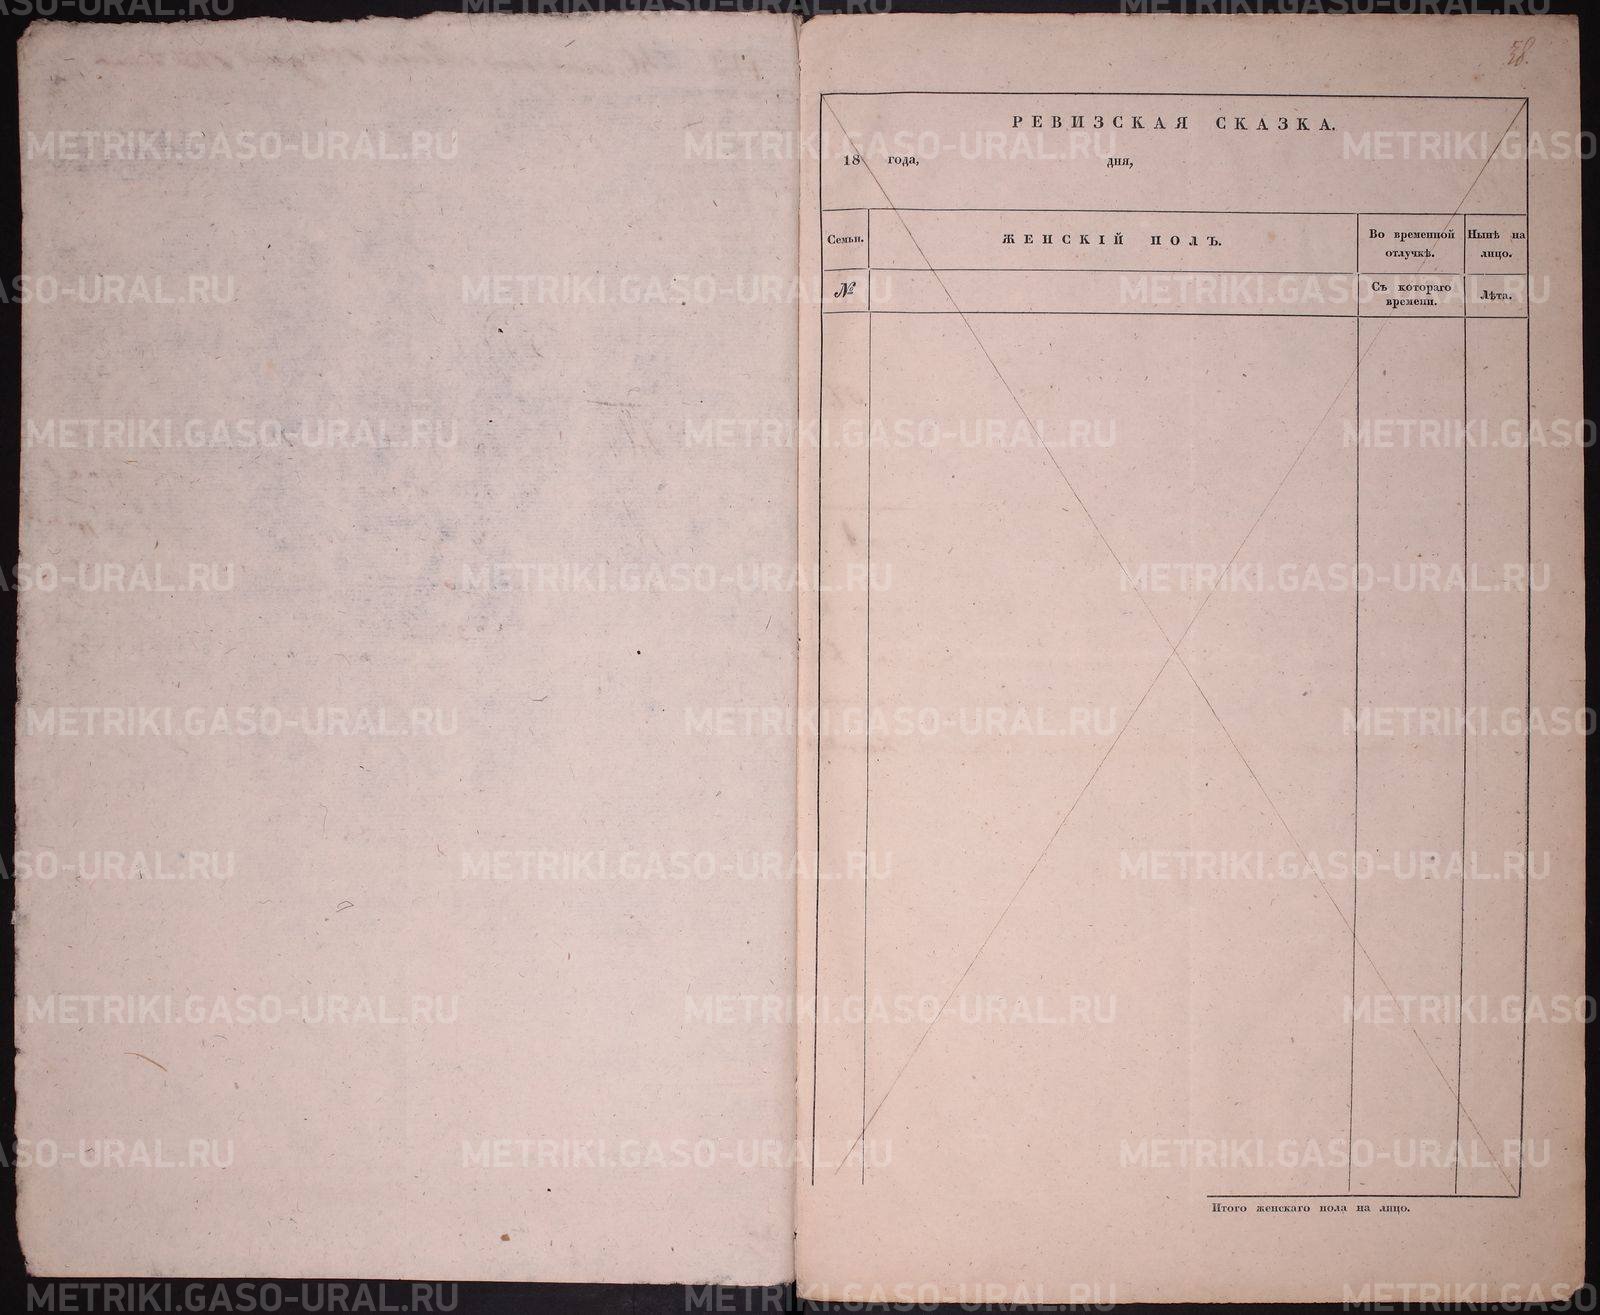 38.
РЕВИЗСКАЯ СКАЗКА.
18 года, дня,
Семьи.
ЖЕНСКІЙ ПОЛЪ.
Во временной отлучкѣ.
Нынѣ на лицо.
№
Съ котораго времени.
Лѣта.
Итого женскаго пола на лицо.
METRIKI.GASO-URAL.RU